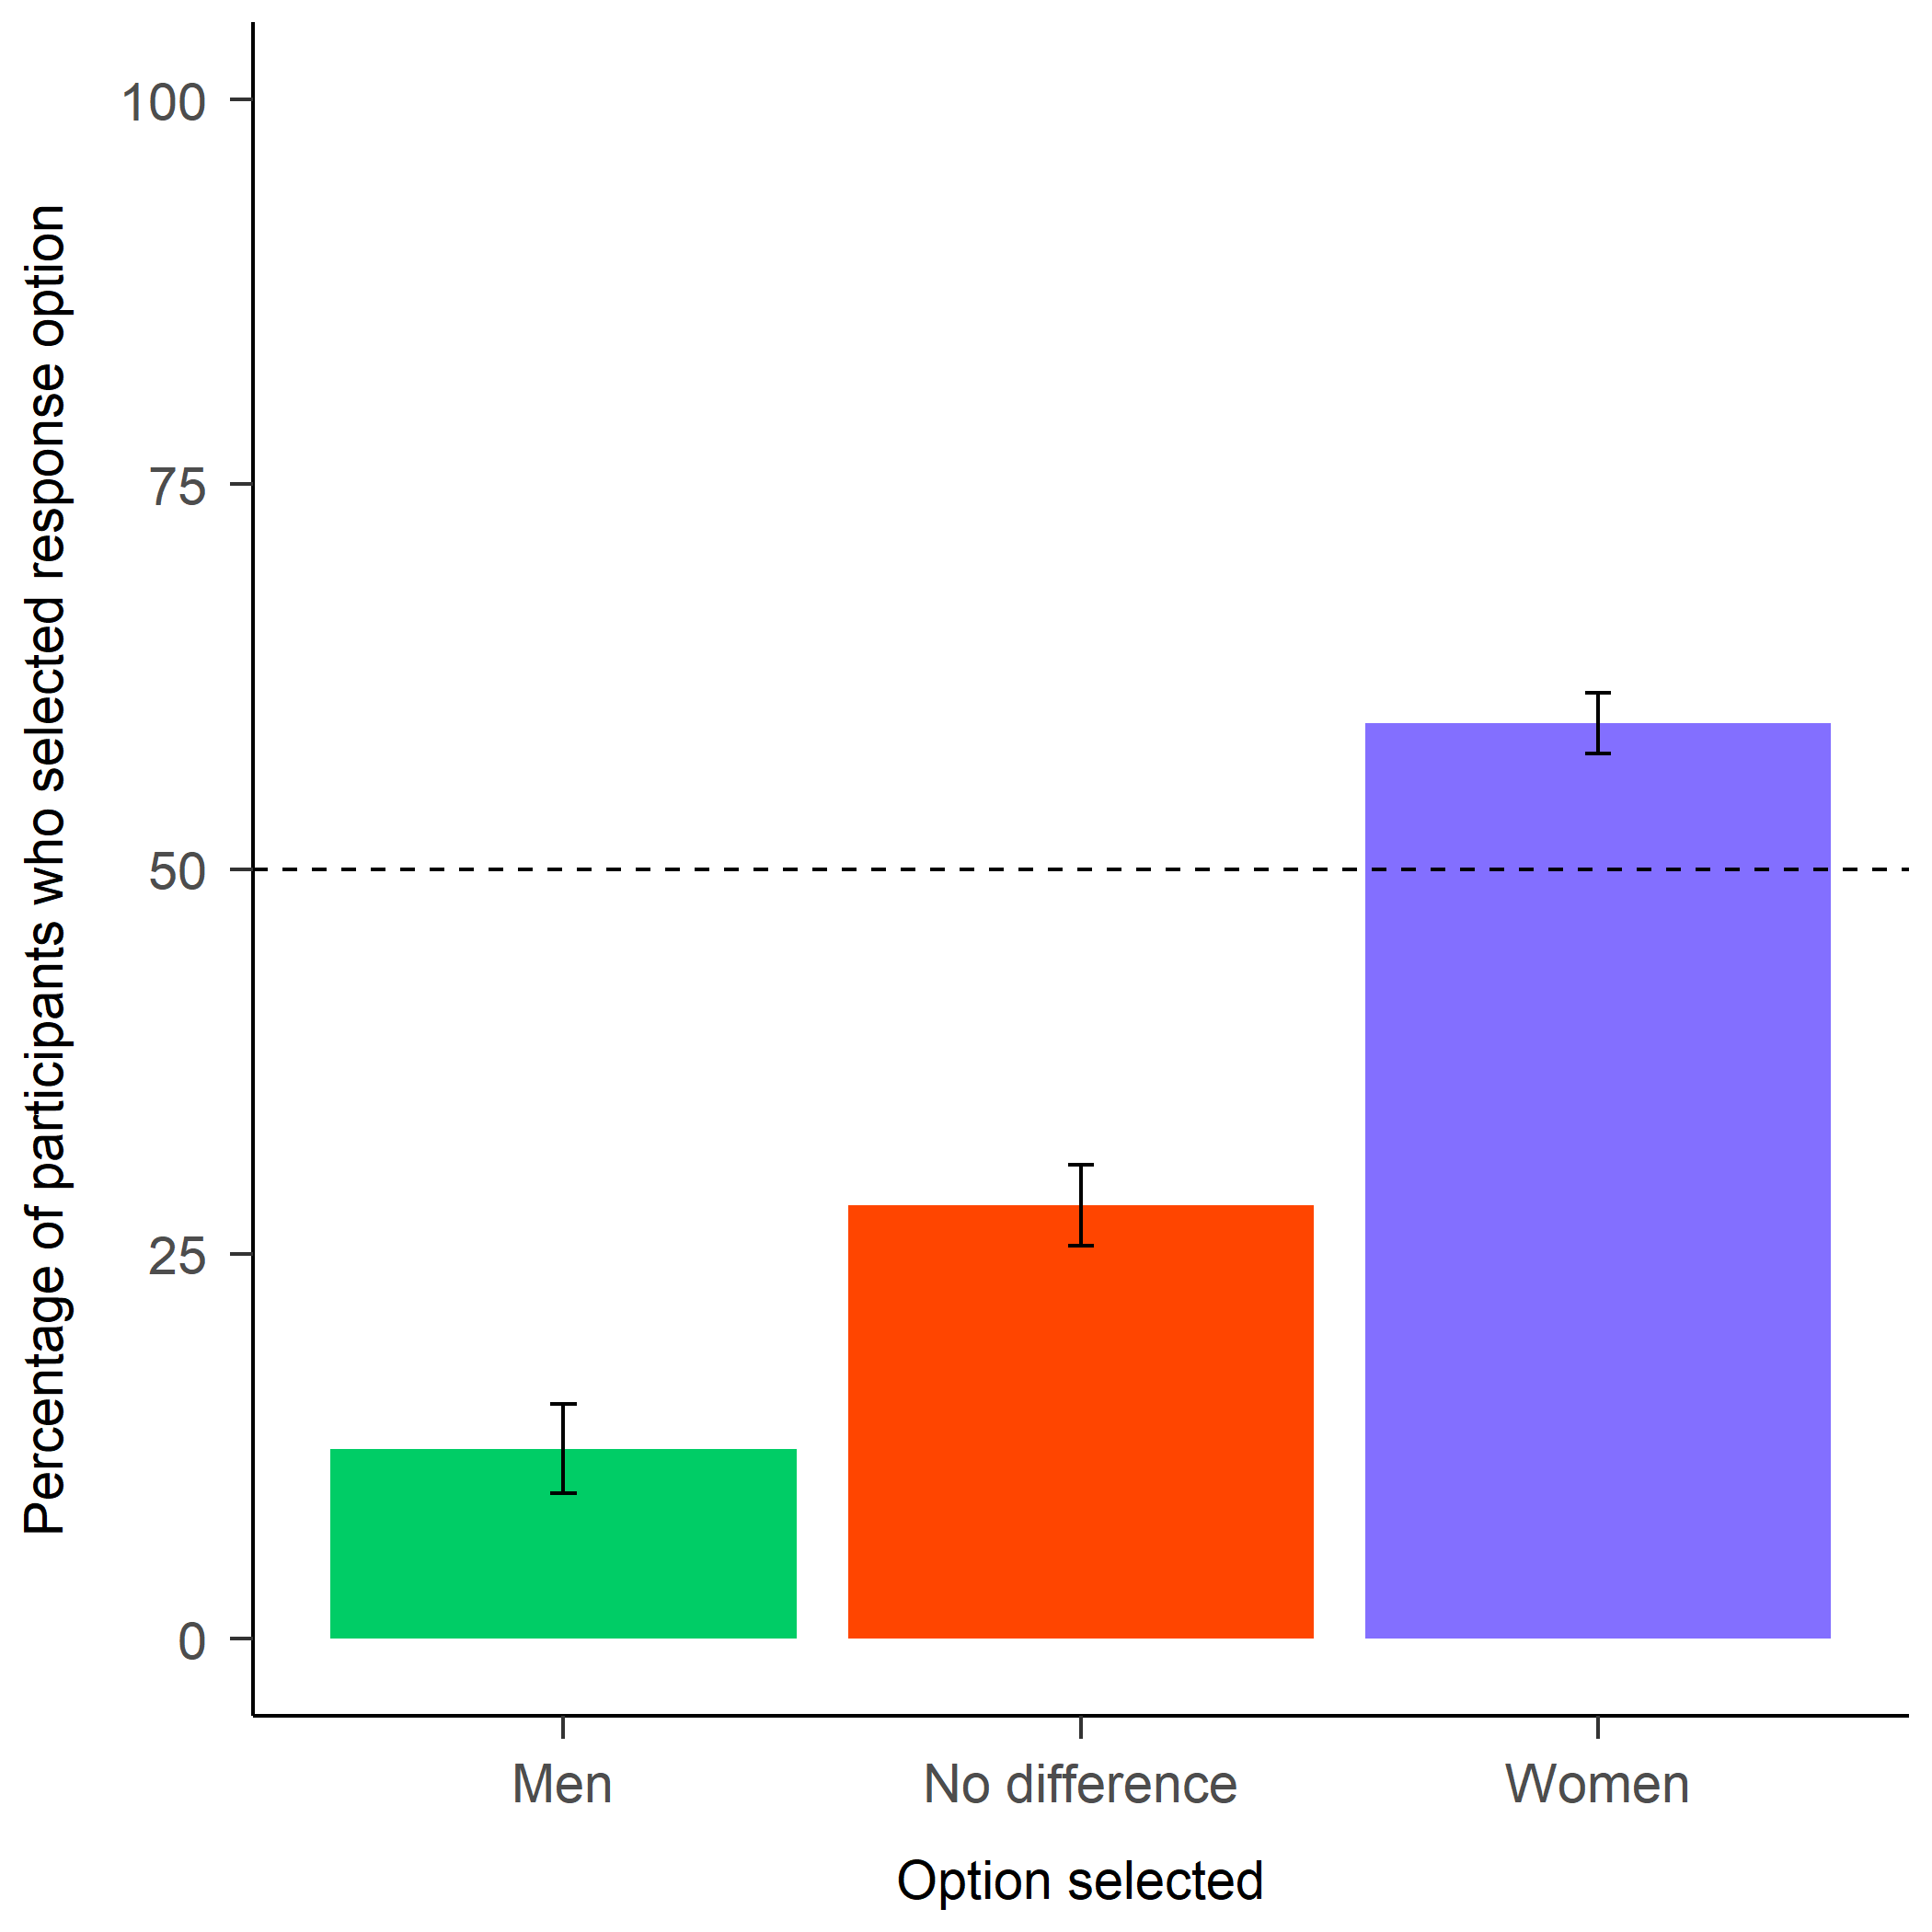 Percentage of participants who selected response option
100
75
50
25
0
Men
No difference
Women
Option selected